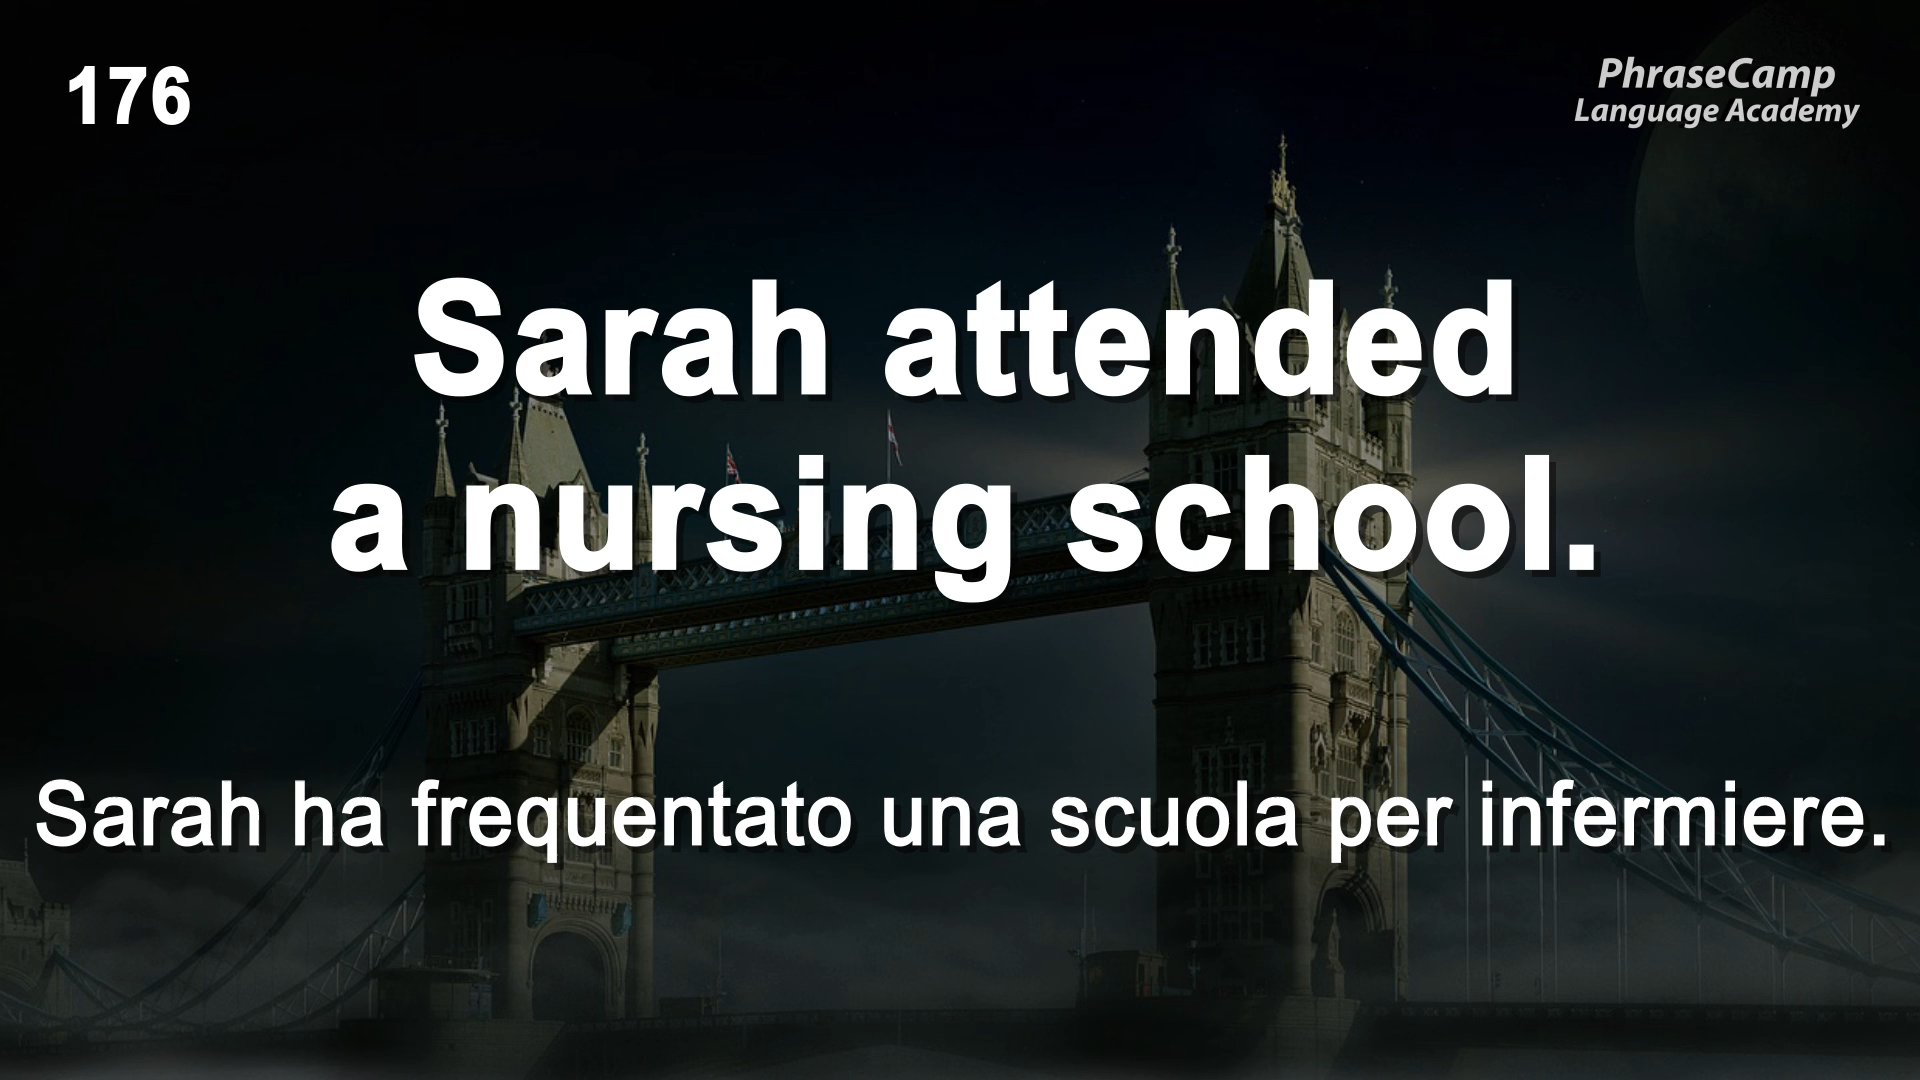 176
PhraseCamp
Language Academy
Sarah attended
a nursing school.
Sarah ha frequentato una scuola per infermiere.